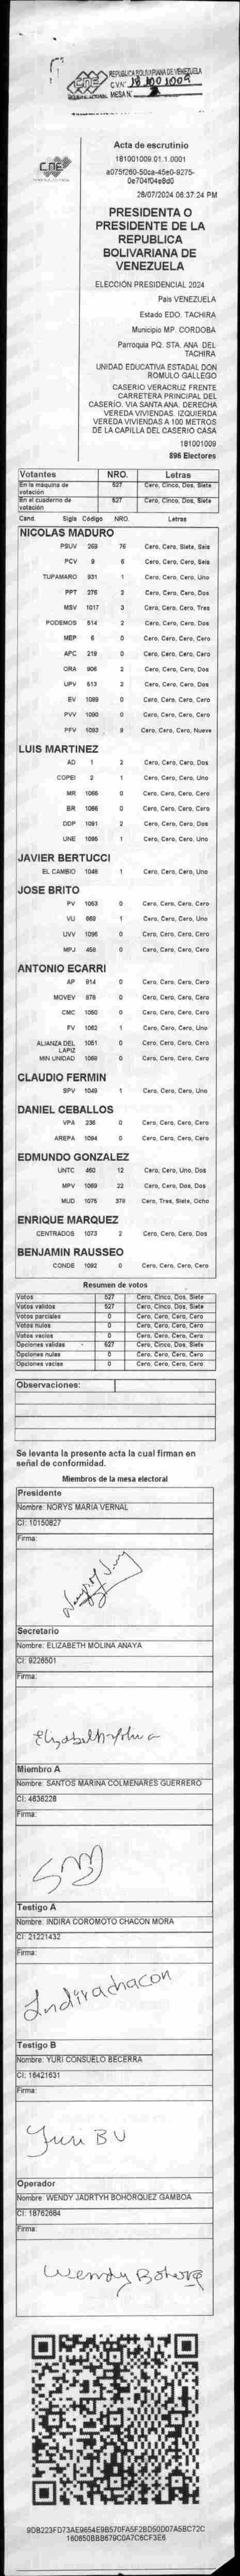 REPUBLICA BOLIVARIANA DE VENEZUELA
CNE
PODER ELECTORAL
MESA N°
Acta de escrutinio
181001009.01.1.0001
a075f260-50ca-45e0-9275-
0e704f04e8d0
28/07/2024 06:37:24 PM
PRESIDENTA O
PRESIDENTE DE LA
REPUBLICA
BOLIVARIANA DE
VENEZUELA
ELECCIÓN PRESIDENCIAL 2024
Pais VENEZUELA
Estado EDO. TACHIRA
Municipio MP. CORDOBA
Parroquia PQ. STA. ANA DEL
TACHIRA
UNIDAD EDUCATIVA ESTADAL DON
ROMULO GALLEGO
CASERIO VERACRUZ FRENTE
CARRETERA PRINCIPAL DEL
CASERIO. VIA SANTA ANA. DERECHA
VEREDA VIVIENDAS. IZQUIERDA
VEREDA VIVIENDAS A 100 METROS
DE LA CAPILLA DEL CASERIO CASA
181001009
896 Electores
Votantes NRO. Letras
En la máquina de votación 527 Cero, Cinco, Dos, Siete
En el cuaderno de votación 527 Cero, Cinco, Dos, Siete
Cand. Sigla Código NRO. Letras
NICOLAS MADURO
PSUV 269 76 Cero, Cero, Siete, Seis
PCV 9 6 Cero, Cero, Cero, Seis
TUPAMARO 931 1 Cero, Cero, Cero, Uno
PPT 276 2 Cero, Cero, Cero, Dos
MSV 1017 3 Cero, Cero, Cero, Tres
PODEMOS 514 2 Cero, Cero, Cero, Dos
MEP 6 0 Cero, Cero, Cero, Cero
APC 219 0 Cero, Cero, Cero, Cero
ORA 906 2 Cero, Cero, Cero, Dos
UPV 613 2 Cero, Cero, Cero, Dos
EV 1089 0 Cero, Cero, Cero, Cero
PVV 1090 0 Cero, Cero, Cero, Cero
PFV 1093 9 Cero, Cero, Cero, Nueve
LUIS MARTINEZ
AD 1 2 Cero, Cero, Cero, Dos
COPEI 2 1 Cero, Cero, Cero, Uno
MR 1065 0 Cero, Cero, Cero, Cero
BR 1066 0 Cero, Cero, Cero, Cero
DDP 1091 2 Cero, Cero, Cero, Dos
UNE 1095 1 Cero, Cero, Cero, Uno
JAVIER BERTUCCI
EL CAMBIO 1048 1 Cero, Cero, Cero, Uno
JOSE BRITO
PV 1053 0 Cero, Cero, Cero, Cero
VU 869 1 Cero, Cero, Cero, Uno
UVV 1096 0 Cero, Cero, Cero, Cero
MPJ 458 0 Cero, Cero, Cero, Cero
ANTONIO ECARRI
AP 914 0 Cero, Cero, Cero, Cero
MOVEV 878 0 Cero, Cero, Cero, Cero
CMC 1050 0 Cero, Cero, Cero, Cero
FV 1062 1 Cero, Cero, Cero, Uno
ALIANZA DEL LAPIZ 1051 0 Cero, Cero, Cero, Cero
MIN UNIDAD 1068 0 Cero, Cero, Cero, Cero
CLAUDIO FERMIN
SPV 1049 1 Cero, Cero, Cero, Uno
DANIEL CEBALLOS
VPA 236 0 Cero, Cero, Cero, Cero
AREPA 1094 0 Cero, Cero, Cero, Cero
EDMUNDO GONZALEZ
UNTC 460 12 Cero, Cero, Uno, Dos
MPV 1069 22 Cero, Cero, Dos, Dos
MUD 1075 378 Cero, Tres, Siete, Ocho
ENRIQUE MARQUEZ
CENTRADOS 1073 2 Cero, Cero, Cero, Dos
BENJAMIN RAUSSEO
CONDE 1092 0 Cero, Cero, Cero, Cero
Resumen de votos
Votos 527 Cero, Cinco, Dos, Siete
Votos válidos 527 Cero, Cinco, Dos, Siete
Votos parciales 0 Cero, Cero, Cero, Cero
Votos nulos 0 Cero, Cero, Cero, Cero
Votos vacíos 0 Cero, Cero, Cero, Cero
Opciones válidas 527 Cero, Cinco, Dos, Siete
Opciones nulas 0 Cero, Cero, Cero, Cero
Opciones vacías 0 Cero, Cero, Cero, Cero
Observaciones:
Se levanta la presente acta la cual firman en
señal de conformidad.
Miembros de la mesa electoral
Presidente
Nombre: NORYS MARIA VERNAL
CI: 10150827
Firma:
Secretario
Nombre: ELIZABETH MOLINA ANAYA
CI: 9226501
Firma:
Miembro A
Nombre: SANTOS MARINA COLMENARES GUERRERO
CI: 4636228
Firma:
Testigo A
Nombre: INDIRA COROMOTO CHACON MORA
CI: 21221432
Firma:
Indira chacon
Testigo B
Nombre: YURI CONSUELO BECERRA
CI: 16421631
Firma:
Yuri B U
Operador
Nombre: WENDY JADRTYH BOHORQUEZ GAMBOA
CI: 18762684
Firma:
Wendy Bohorq
9DB223FD73AE9654E9B570FA5F2BD50D07A5BC72C
160650BBB679C0A7C6CF3E6